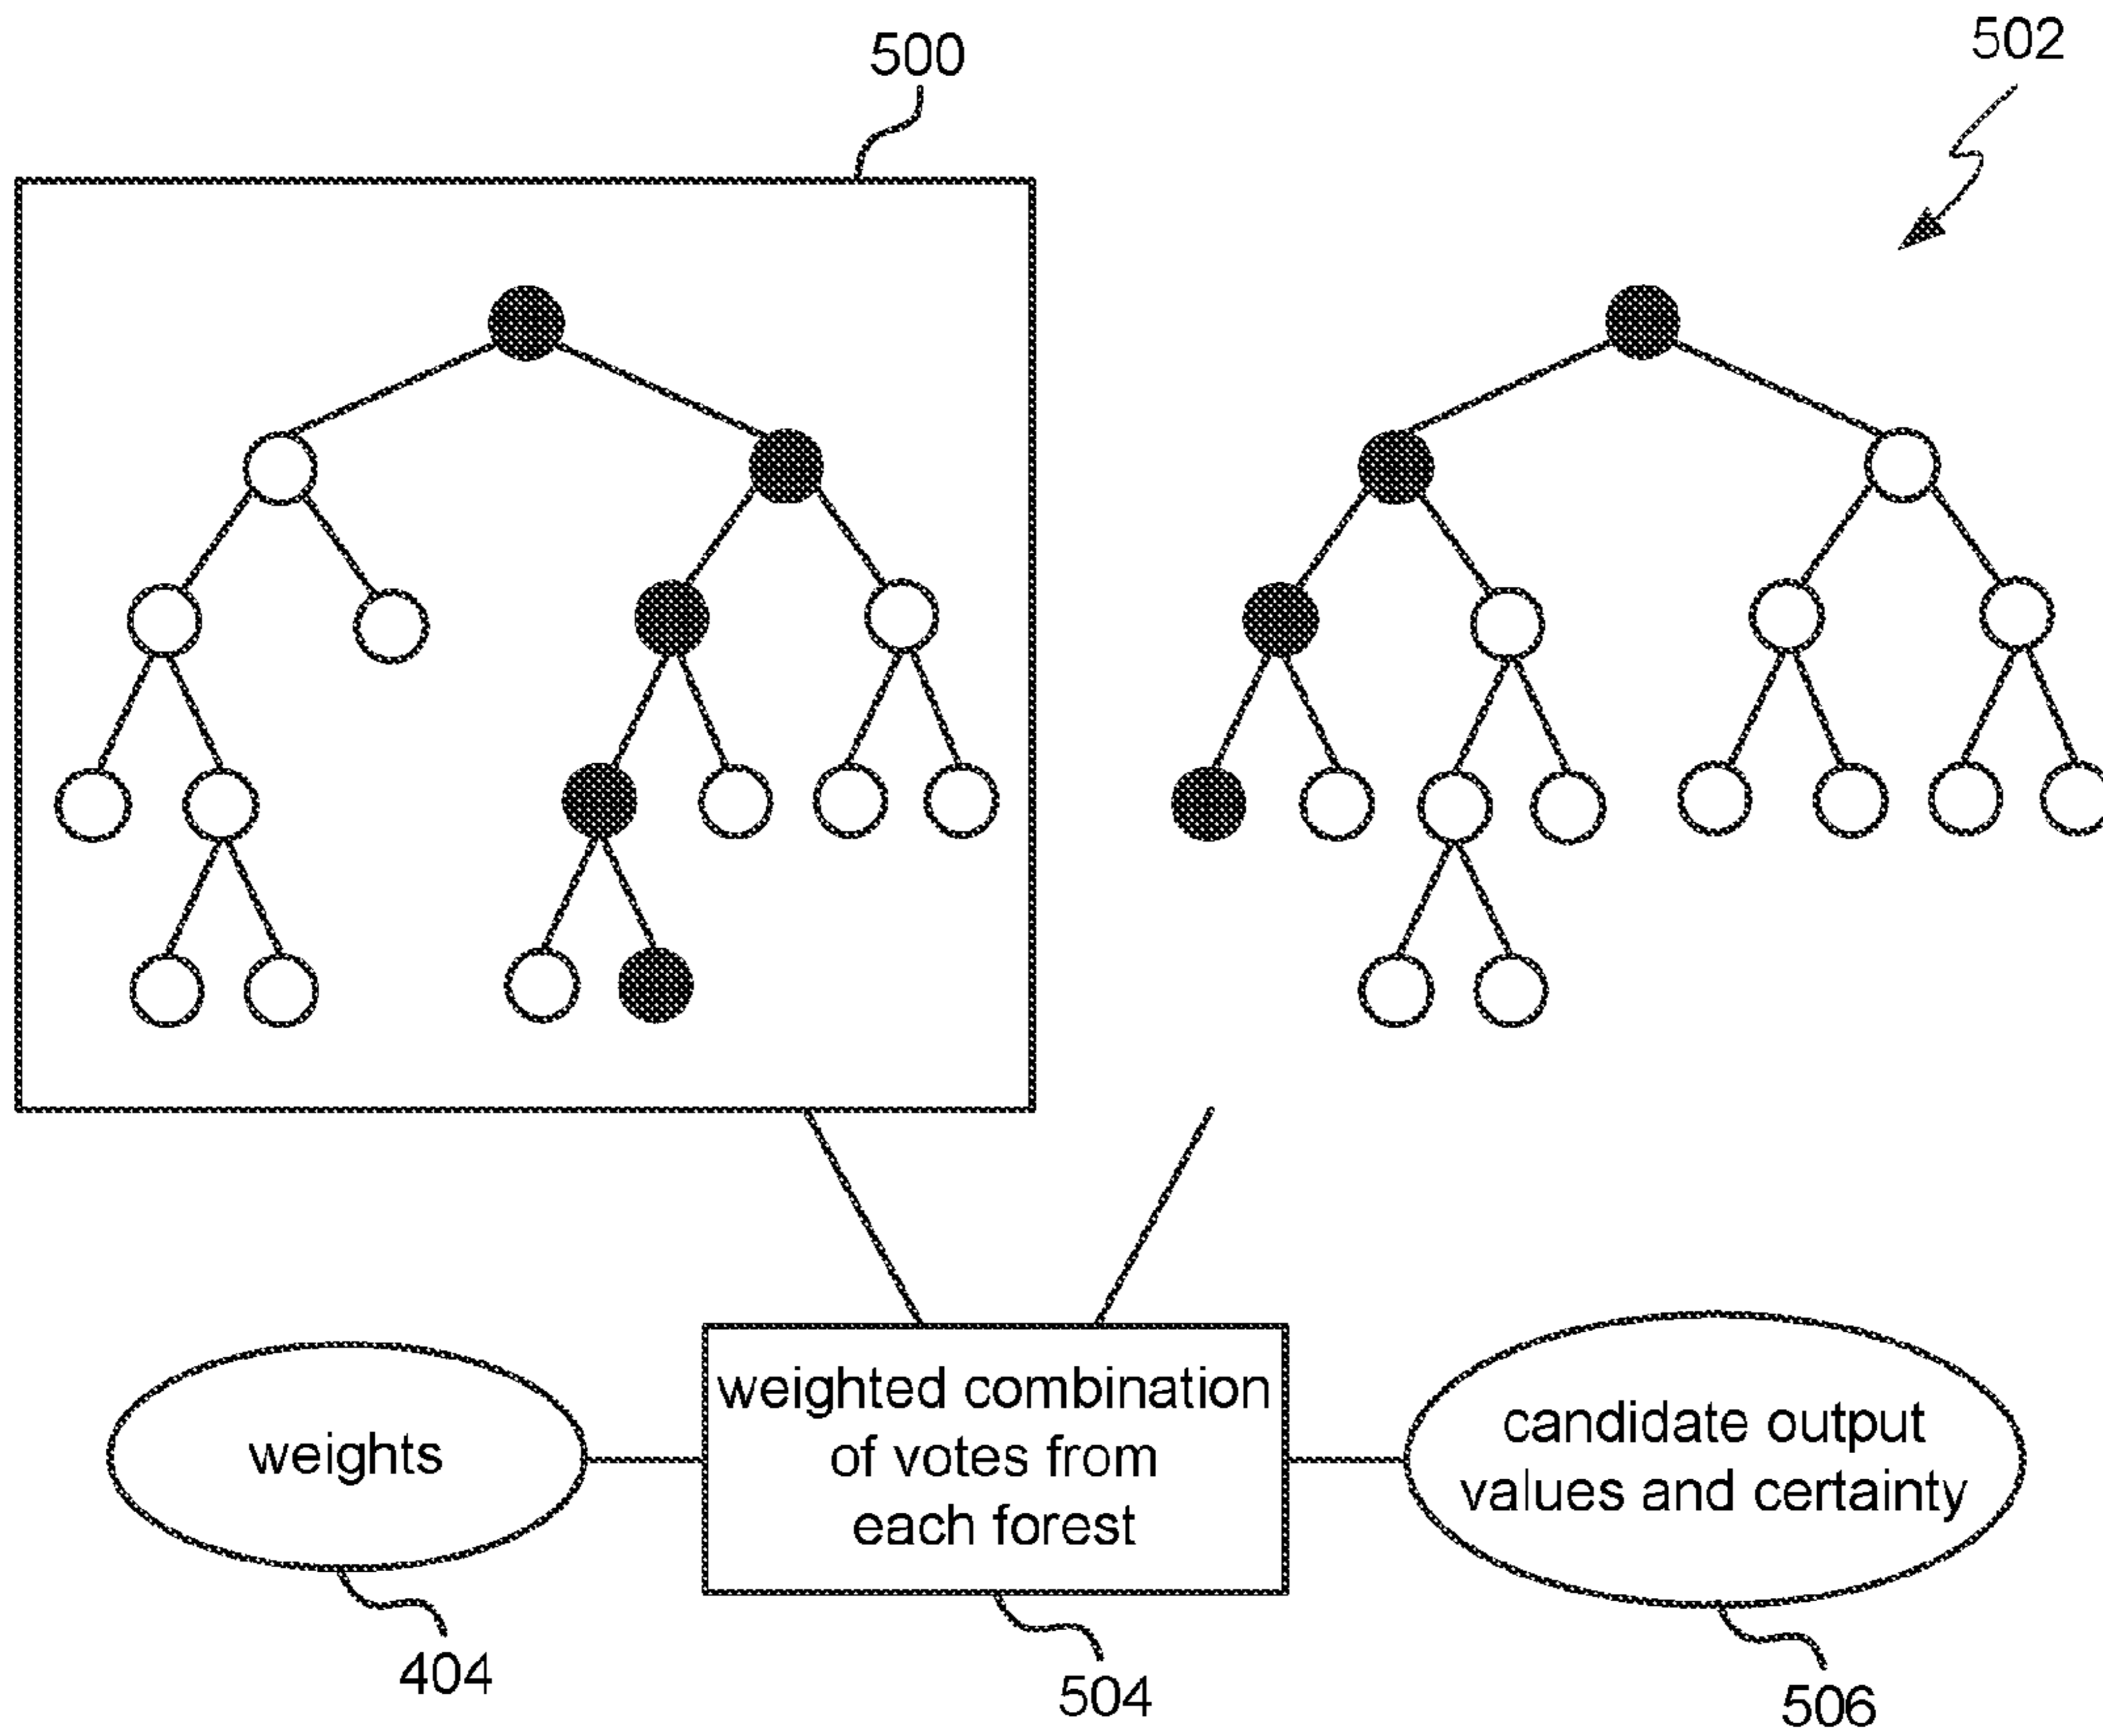 500
502
weights
weighted combination
of votes from
each forest
candidate output
values and certainty
404
504
506